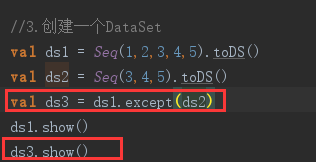 //3.创建一个DataSet
val ds1 = Seq(1,2,3,4,5).toDS()
val ds2 = Seq(3,4,5).toDS()
val ds3 = ds1.except(ds2)
ds1.show()
ds3.show()